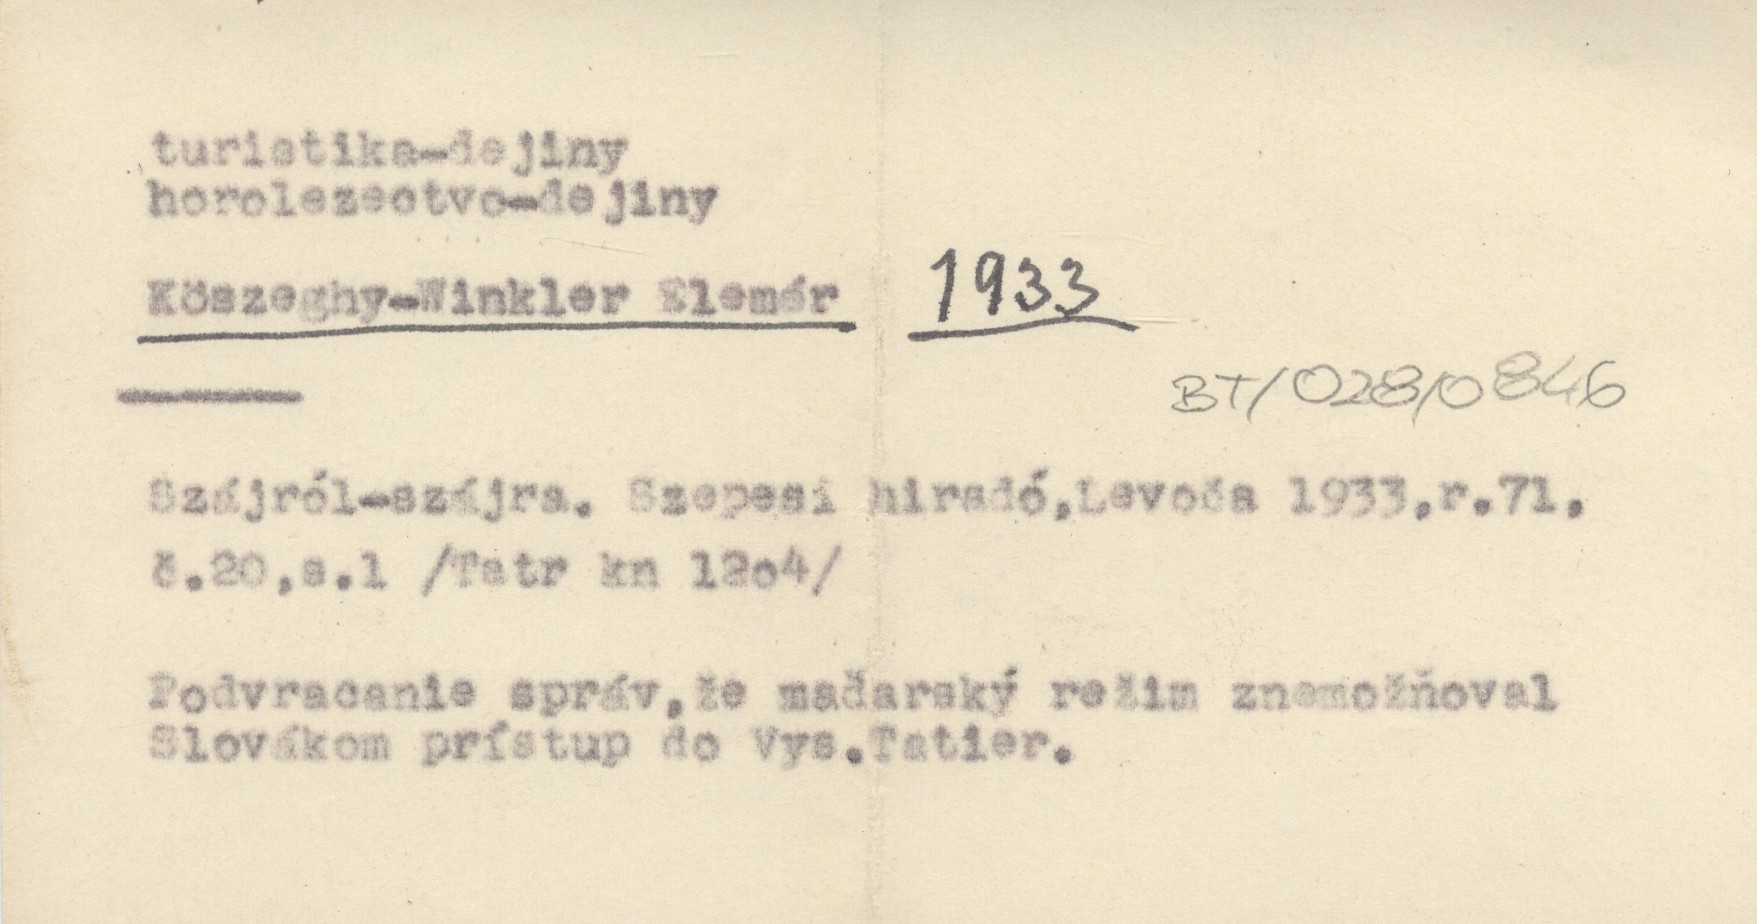 turistika-dejiny
horolezectvo-dejiny
Köszeghy-Winkler Elemér 1933
BT/028/0846
Szájról-szájra. Szepesi hiradó,Levoča 1933,r.71,
č.20,s.1 /Tatr kn 12o4/
Podvracanie správ,že maďarský režim znemožňoval
Slovákom prístup do Vys.Tatier.